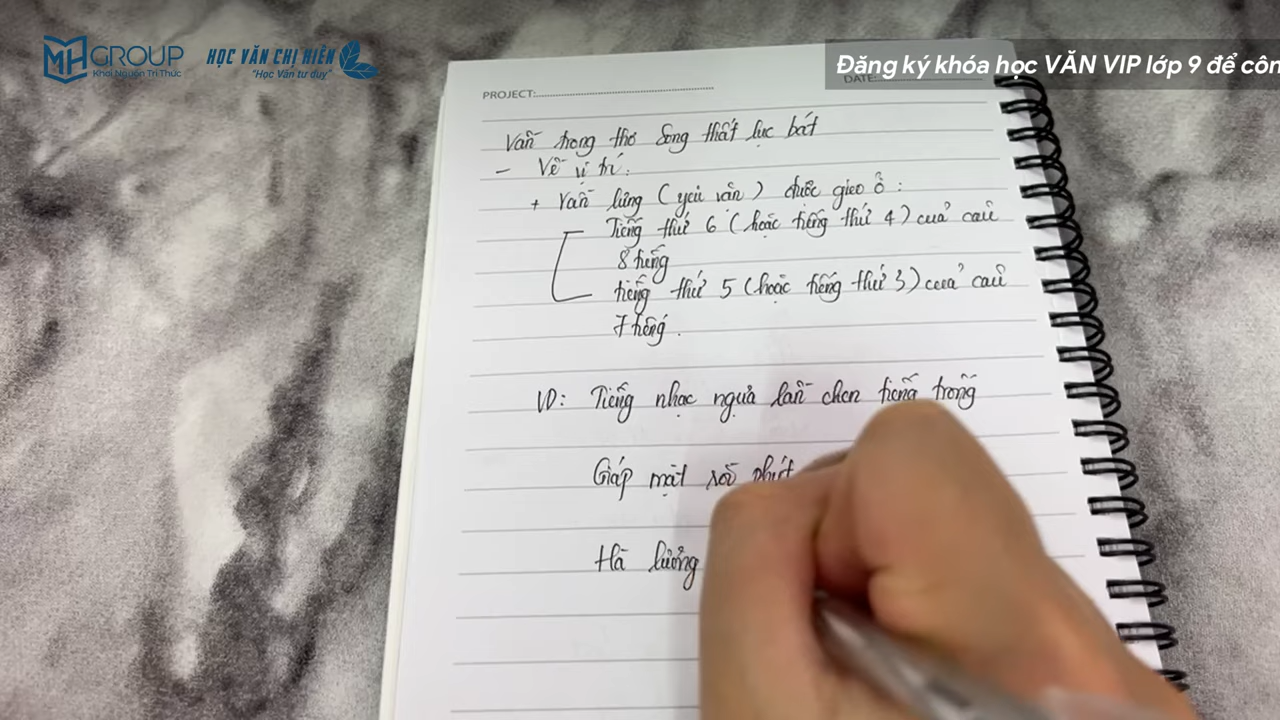 MH GROUP
Khơi Nguồn Tri Thức
HỌC VĂN CHỊ HIÊN
"Học Văn tư duy"
Đăng ký khóa học VĂN VIP lớp 9 để côn
PROJECT:
DATE:
Vần trong thơ song thất lục bát
- Về vị trí:
+ Vần lưng (yêu vận) được gieo ở:
Tiếng thứ 6 (hoặc tiếng thứ 4) của câu
8 tiếng
tiếng thứ 5 (hoặc tiếng thứ 3) của câu
7 tiếng.
VD: Tiếng nhạc ngựa lần chen tiếng trống
Giáp mặt rồi phút
Hà lương